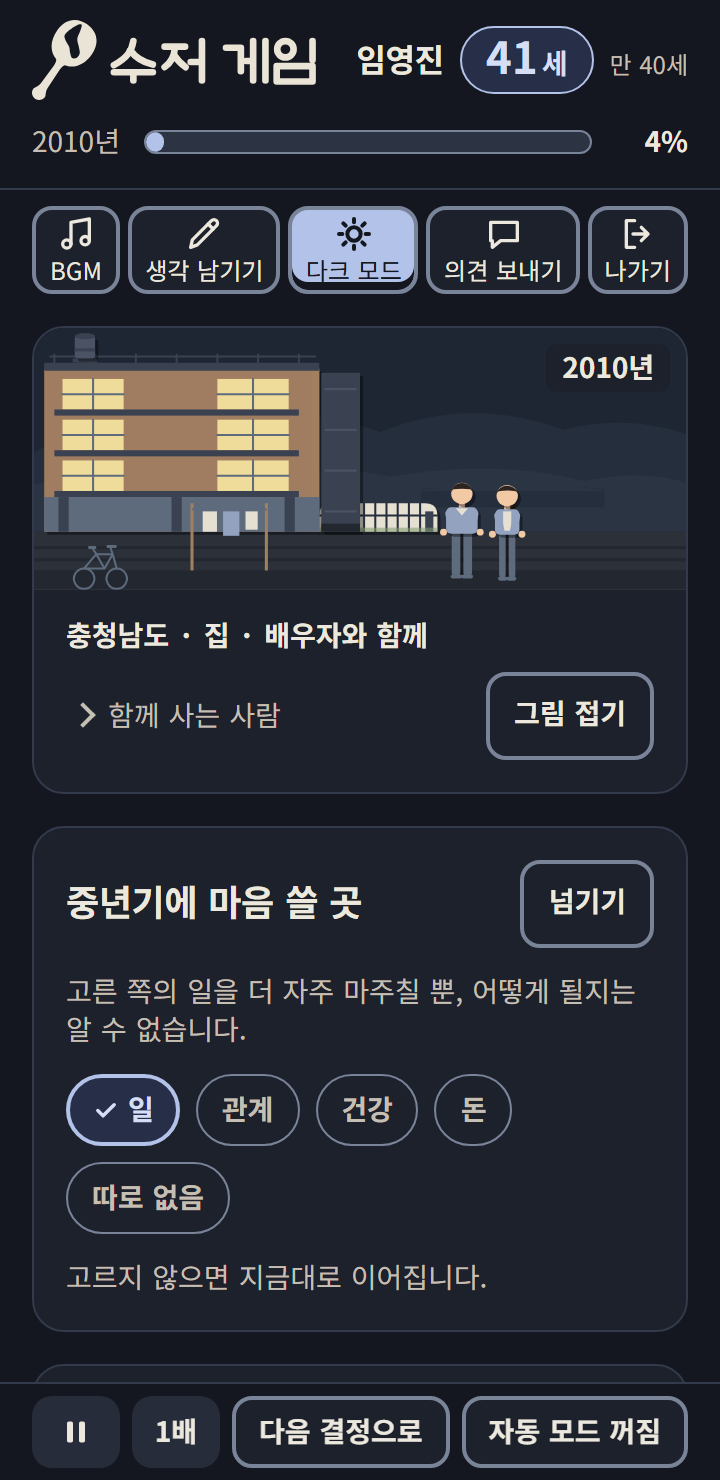 수저 게임 임영진 41세 만 40세
2010년 4%
BGM 생각 남기기 다크 모드 의견 보내기 나가기
2010년
충청남도 · 집 · 배우자와 함께
함께 사는 사람 그림 접기
중년기에 마음 쓸 곳 넘기기
고른 쪽의 일을 더 자주 마주칠 뿐, 어떻게 될지는
알 수 없습니다.
일 관계 건강 돈
따로 없음
고르지 않으면 지금대로 이어집니다.
1배 다음 결정으로 자동 모드 꺼짐